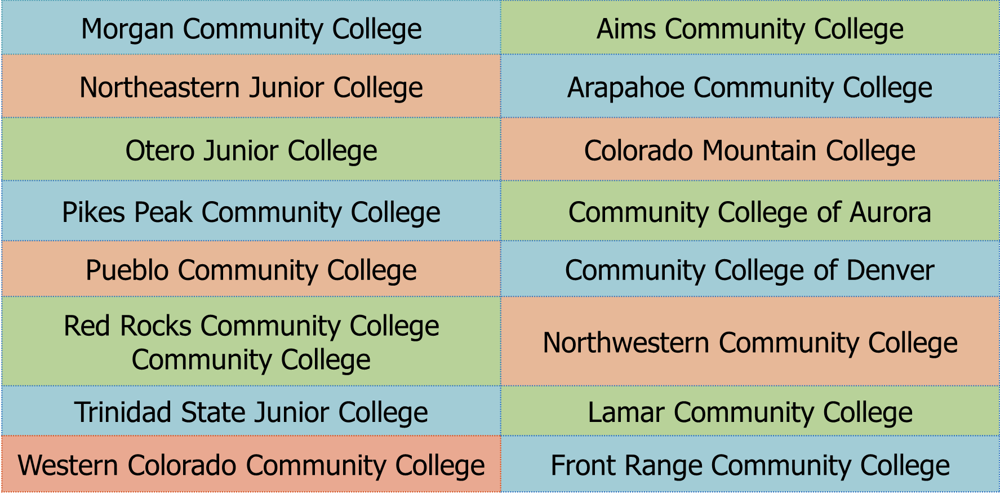 Morgan Community College
Aims Community College
Northeastern Junior College
Arapahoe Community College
Otero Junior College
Colorado Mountain College
Pikes Peak Community College
Community College of Aurora
Pueblo Community College
Community College of Denver
Red Rocks Community College
Community College
Northwestern Community College
Trinidad State Junior College
Lamar Community College
Western Colorado Community College
Front Range Community College